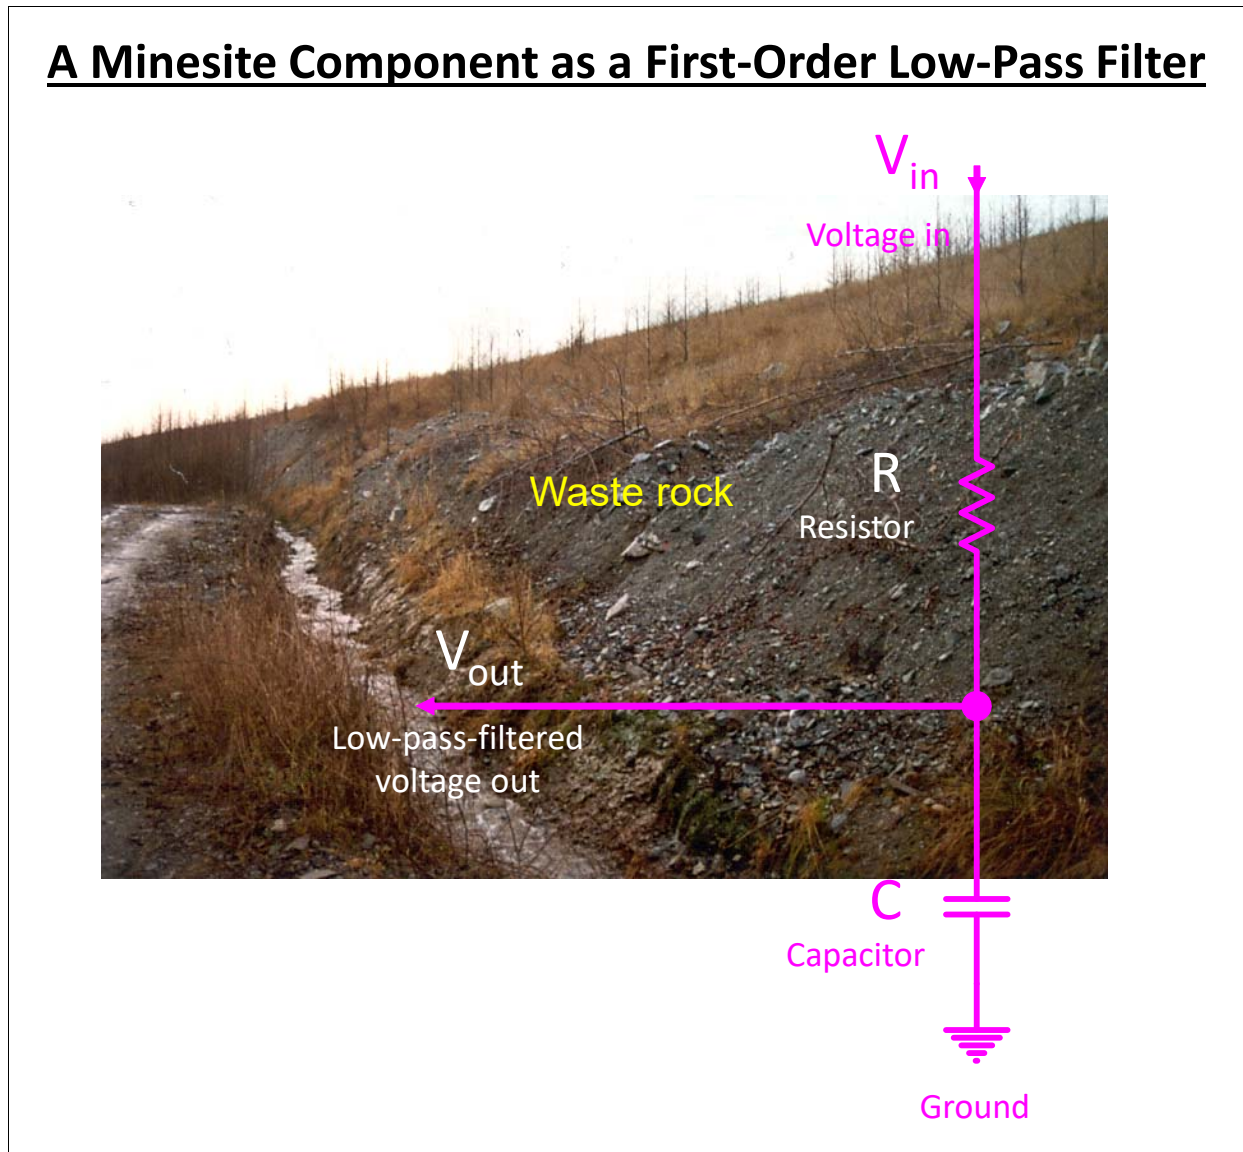 A Minesite Component as a First-Order Low-Pass Filter
Vin
Voltage in
Waste rock
R
Resistor
Vout
Low-pass-filtered
voltage out
C
Capacitor
Ground